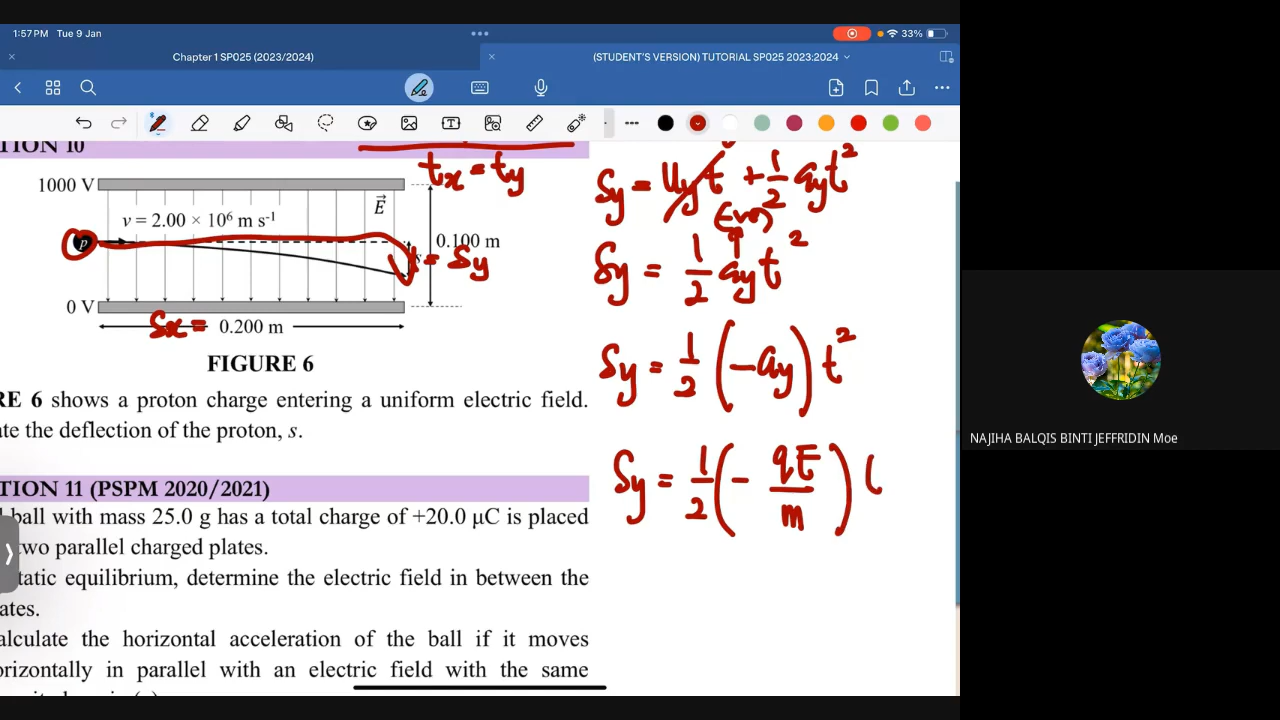 1:57 PM Tue 9 Jan
33%
Chapter 1 SP025 (2023/2024)
(STUDENT'S VERSION) TUTORIAL SP025 2023:2024
TION 10
tx = ty
1000 V
v = 2.00 × 10⁶ m s⁻¹
E
p
0.100 m
= Sy
0 V
Sx =
0.200 m
FIGURE 6
RE 6 shows a proton charge entering a uniform electric field.
ate the deflection of the proton, s.
TION 11 (PSPM 2020/2021)
ball with mass 25.0 g has a total charge of +20.0 μC is placed
two parallel charged plates.
tatic equilibrium, determine the electric field in between the
ates.
alculate the horizontal acceleration of the ball if it moves
orizontally in parallel with an electric field with the same
Sy = Uyt + 1/2 ayt²
(-ve)
Sy = 1/2 ayt²
Sy = 1/2 (-ay) t²
Sy = 1/2 (- qE/m) (
NAJIHA BALQIS BINTI JEFFRIDIN Moe